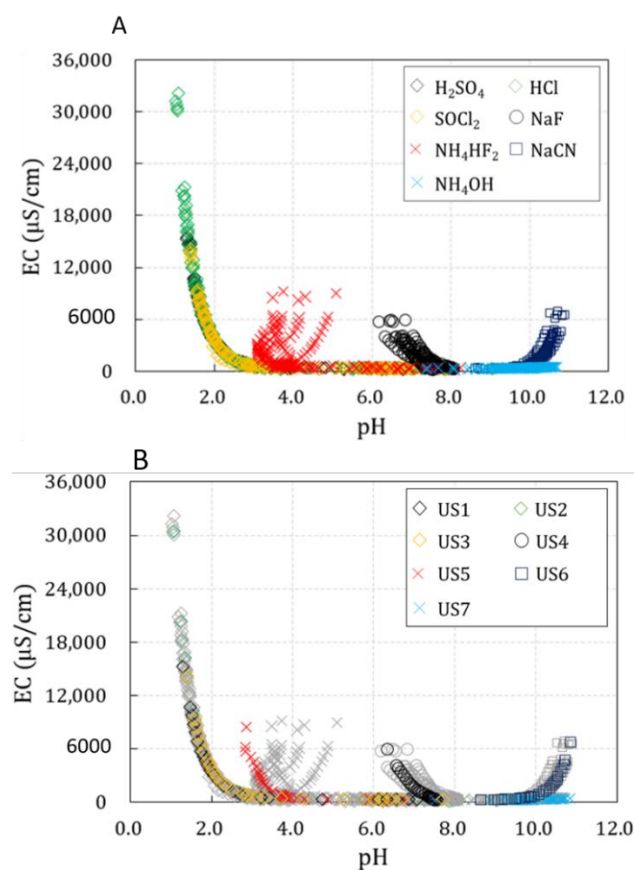 A
36,000
30,000
24,000
18,000
12,000
6000
0
EC (µS/cm)
H₂SO₄ HCl
SOCl₂ NaF
NH₄HF₂ NaCN
NH₄OH
0.0 2.0 4.0 6.0 8.0 10.0 12.0
pH
B
36,000
30,000
24,000
18,000
12,000
6000
0
EC (µS/cm)
US1 US2
US3 US4
US5 US6
US7
0.0 2.0 4.0 6.0 8.0 10.0 12.0
pH